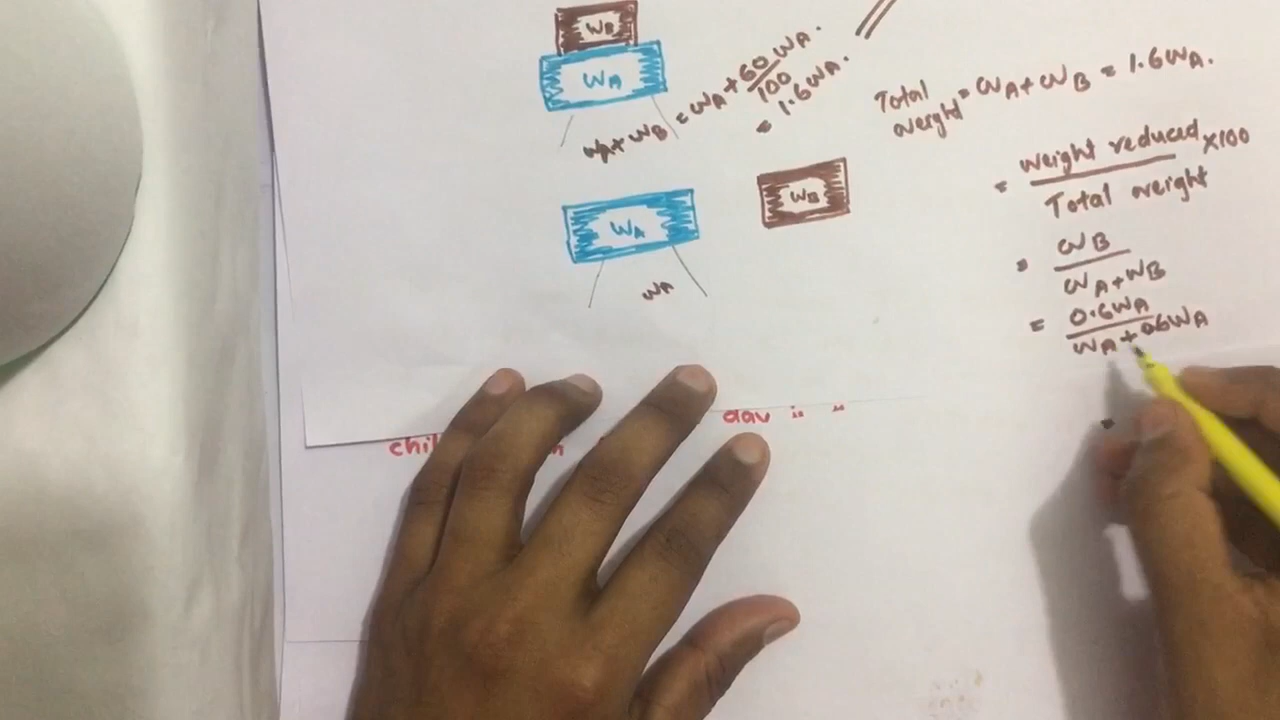 WB
WA
WA + WB = WA + 60/100 WA.
= 1.6WA.
Total weight = WA + WB = 1.6WA.
= Weight reduced / Total weight × 100
WA
WB
WA
= WB / WA + WB
= 0.6WA / WA + 0.6WA
day